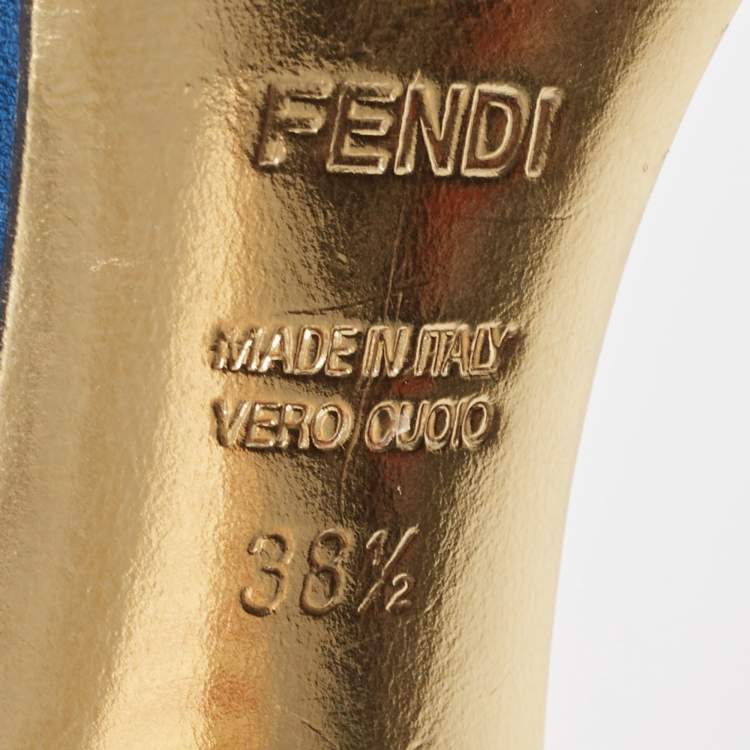 FENDI
MADE IN ITALY
VERO CUOIO
38½